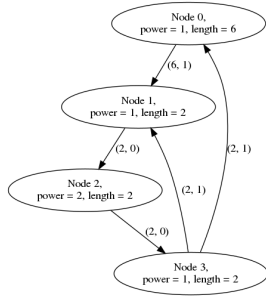 Node 0,
power = 1, length = 6
(6, 1)
Node 1,
power = 1, length = 2
(2, 0)
Node 2,
power = 2, length = 2
(2, 1)
(2, 1)
(2, 0)
Node 3,
power = 1, length = 2